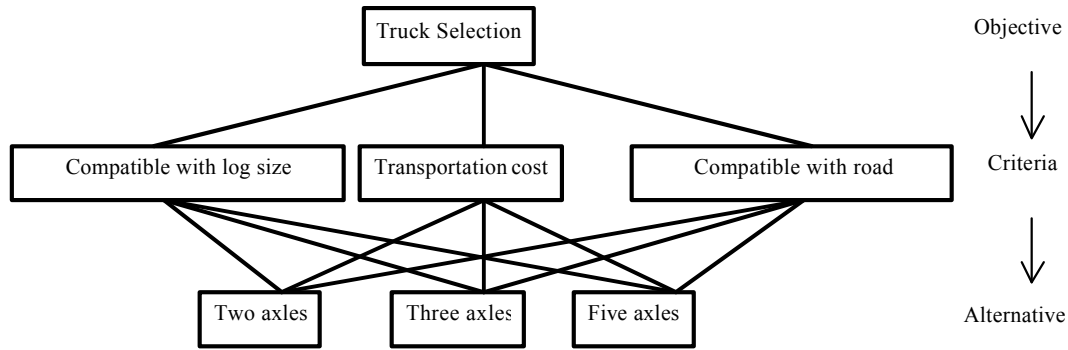 Truck Selection
Objective
Compatible with log size
Transportation cost
Compatible with road
Criteria
Two axles
Three axles
Five axles
Alternative